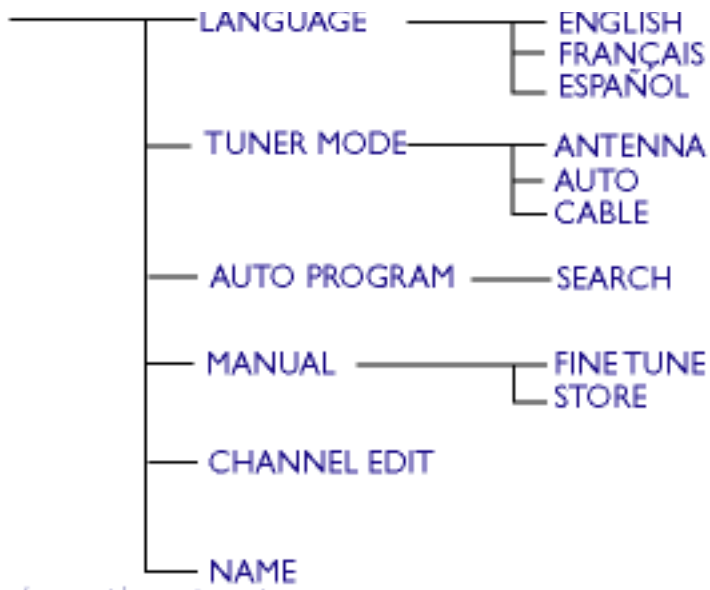 LANGUAGE ENGLISH
FRANÇAIS
ESPAÑOL
TUNER MODE ANTENNA
AUTO
CABLE
AUTO PROGRAM SEARCH
MANUAL FINE TUNE
STORE
CHANNEL EDIT
NAME